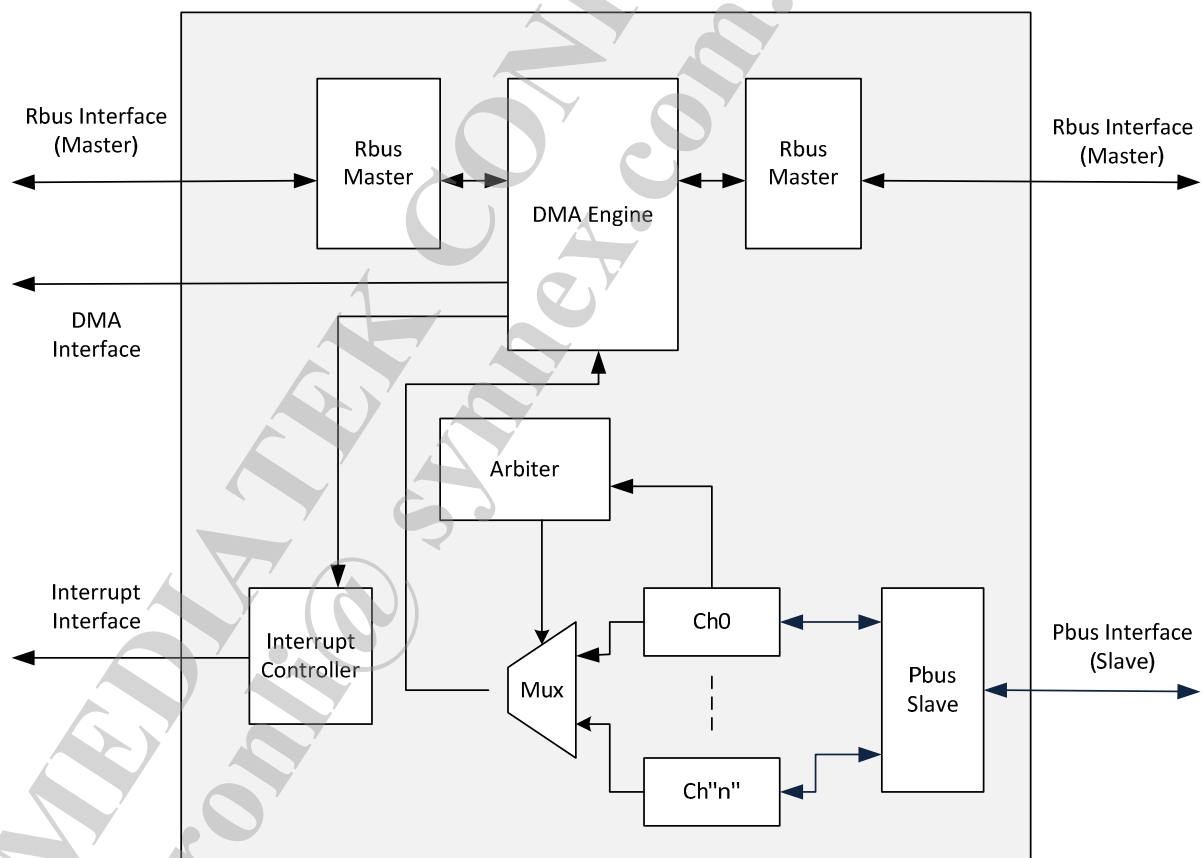 Rbus Interface
(Master)
Rbus
Master
DMA Engine
Rbus
Master
Rbus Interface
(Master)
DMA
Interface
Arbiter
Interrupt
Interface
Interrupt
Controller
Mux
Ch0
Ch"n"
Pbus
Slave
Pbus Interface
(Slave)
MEDIATEK
@ synnex.com.